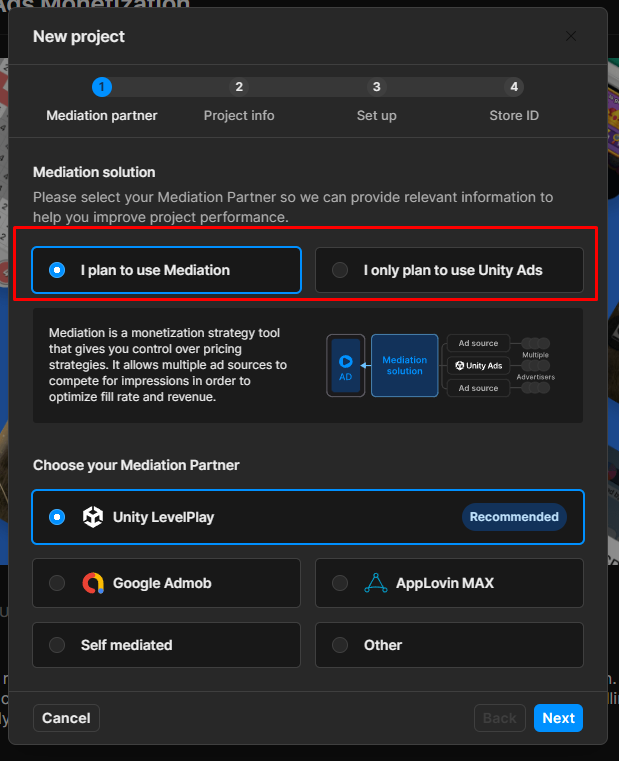 Ads Monetization
New project
1 2 3 4
Mediation partner Project info Set up Store ID
Mediation solution
Please select your Mediation Partner so we can provide relevant information to
help you improve project performance.
I plan to use Mediation I only plan to use Unity Ads
Mediation is a monetization strategy tool
that gives you control over pricing
strategies. It allows multiple ad sources to
compete for impressions in order to
optimize fill rate and revenue.
AD
Mediation
solution
Ad source
Unity Ads
Ad source
Multiple
Advertisers
Choose your Mediation Partner
Unity LevelPlay Recommended
Google Admob AppLovin MAX
Self mediated Other
Cancel Back Next